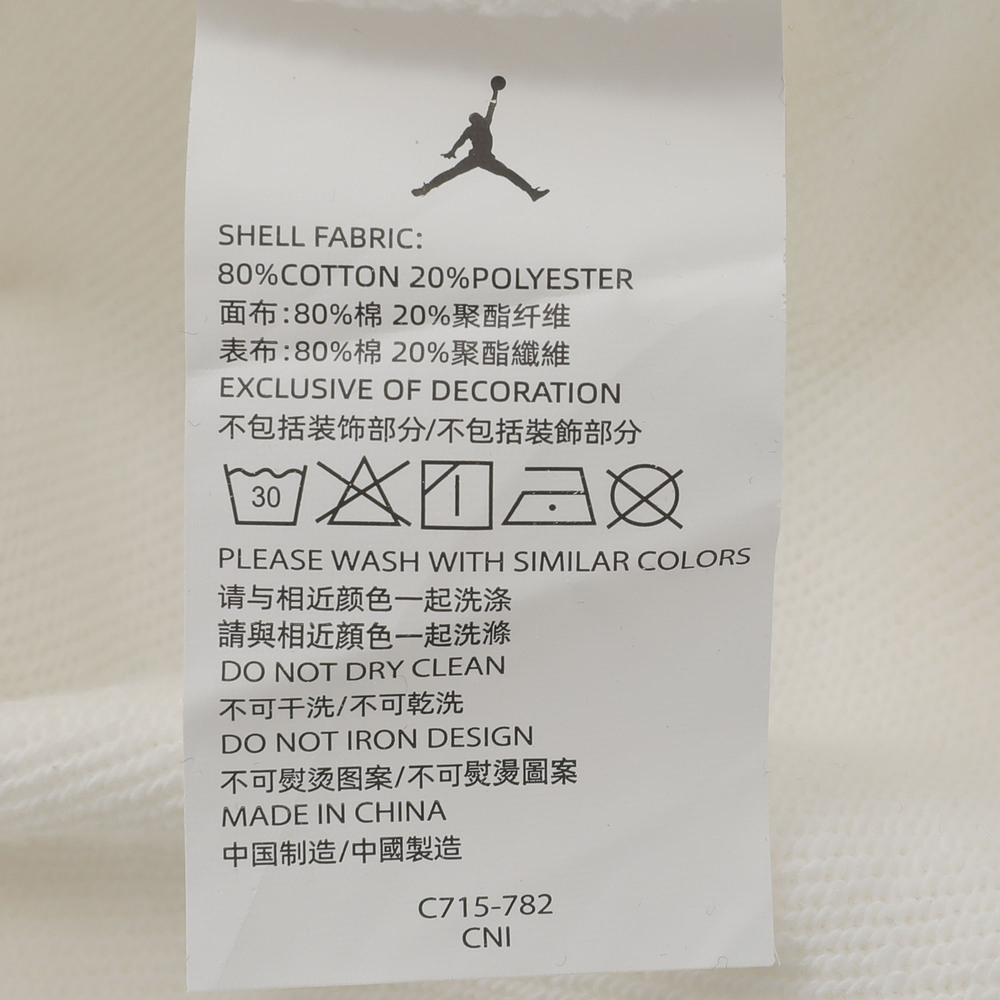 SHELL FABRIC:
80%COTTON 20%POLYESTER
面布:80%棉 20%聚酯纤维
表布:80%棉 20%聚酯纖維
EXCLUSIVE OF DECORATION
不包括装饰部分/不包括裝飾部分
30
PLEASE WASH WITH SIMILAR COLORS
请与相近颜色一起洗涤
請與相近顏色一起洗滌
DO NOT DRY CLEAN
不可干洗/不可乾洗
DO NOT IRON DESIGN
不可熨烫图案/不可熨燙圖案
MADE IN CHINA
中国制造/中國製造
C715-782
CNI